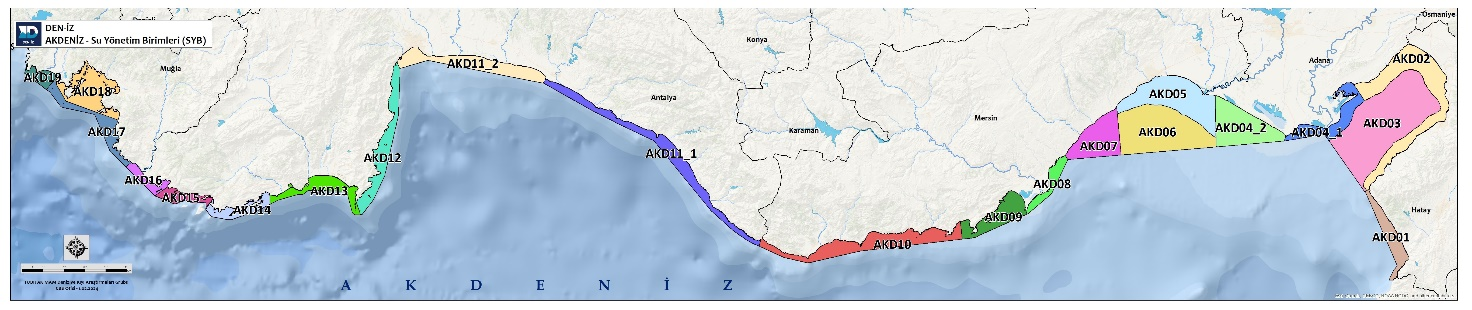 DEN-İZ
AKDENİZ - Su Yönetim Birimleri (SYB)
Osmaniye
Konya
Adana
Muğla
Antalya
Karaman
Mersin
Hatay
AKD19
AKD18
AKD17
AKD16
AKD15
AKD14
AKD13
AKD12
AKD11_2
AKD11_1
AKD10
AKD09
AKD08
AKD07
AKD06
AKD05
AKD04_2
AKD04_1
AKD03
AKD02
AKD01
A K D E N İ Z